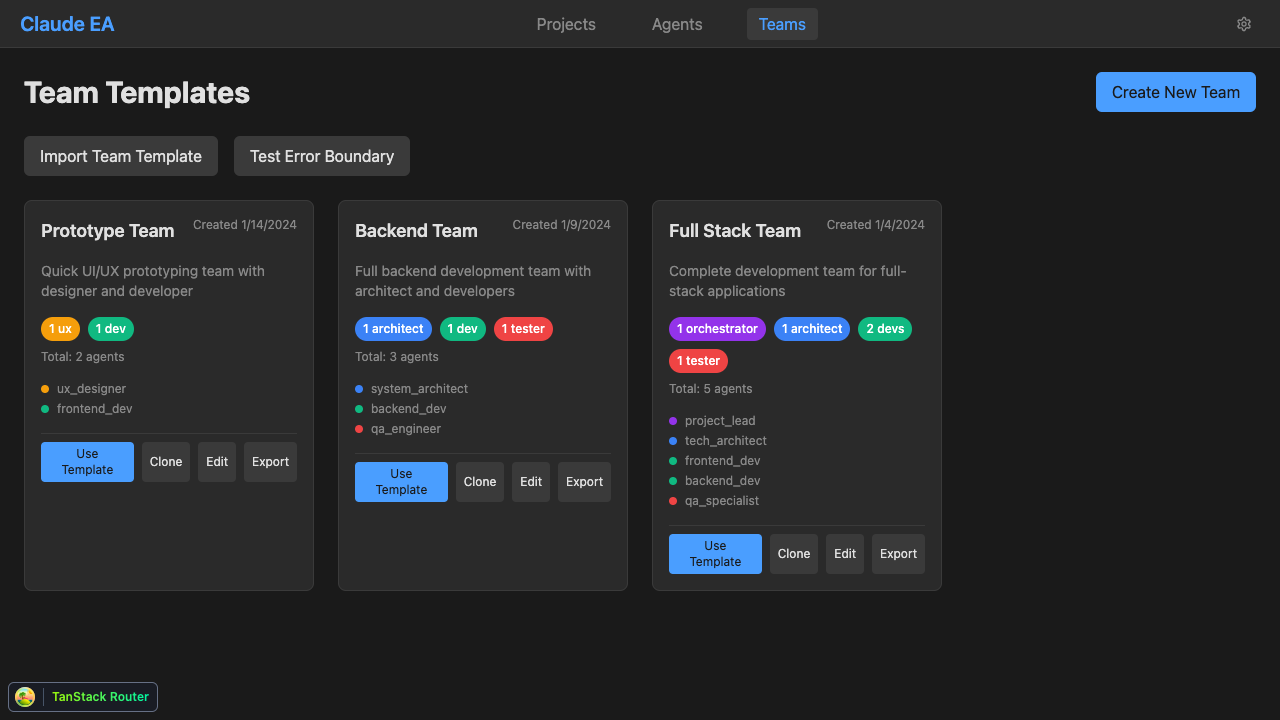 Claude EA
Projects
Agents
Teams
Team Templates
Create New Team
Import Team Template
Test Error Boundary
Prototype Team
Created 1/14/2024
Quick UI/UX prototyping team with
designer and developer
1 ux
1 dev
Total: 2 agents
ux_designer
frontend_dev
Use
Template
Clone
Edit
Export
Backend Team
Created 1/9/2024
Full backend development team with
architect and developers
1 architect
1 dev
1 tester
Total: 3 agents
system_architect
backend_dev
qa_engineer
Use
Template
Clone
Edit
Export
Full Stack Team
Created 1/4/2024
Complete development team for full-
stack applications
1 orchestrator
1 architect
2 devs
1 tester
Total: 5 agents
project_lead
tech_architect
frontend_dev
backend_dev
qa_specialist
Use
Template
Clone
Edit
Export
TanStack Router